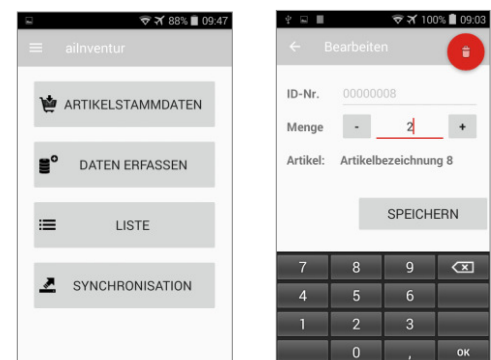 88% 09:47
aiInventur
ARTIKELSTAMMDATEN
DATEN ERFASSEN
LISTE
SYNCHRONISATION
100% 09:03
Bearbeiten
ID-Nr. 00000008
Menge - 2 +
Artikel: Artikelbezeichnung 8
SPEICHERN
7 8 9
4 5 6
1 2 3
0 , OK